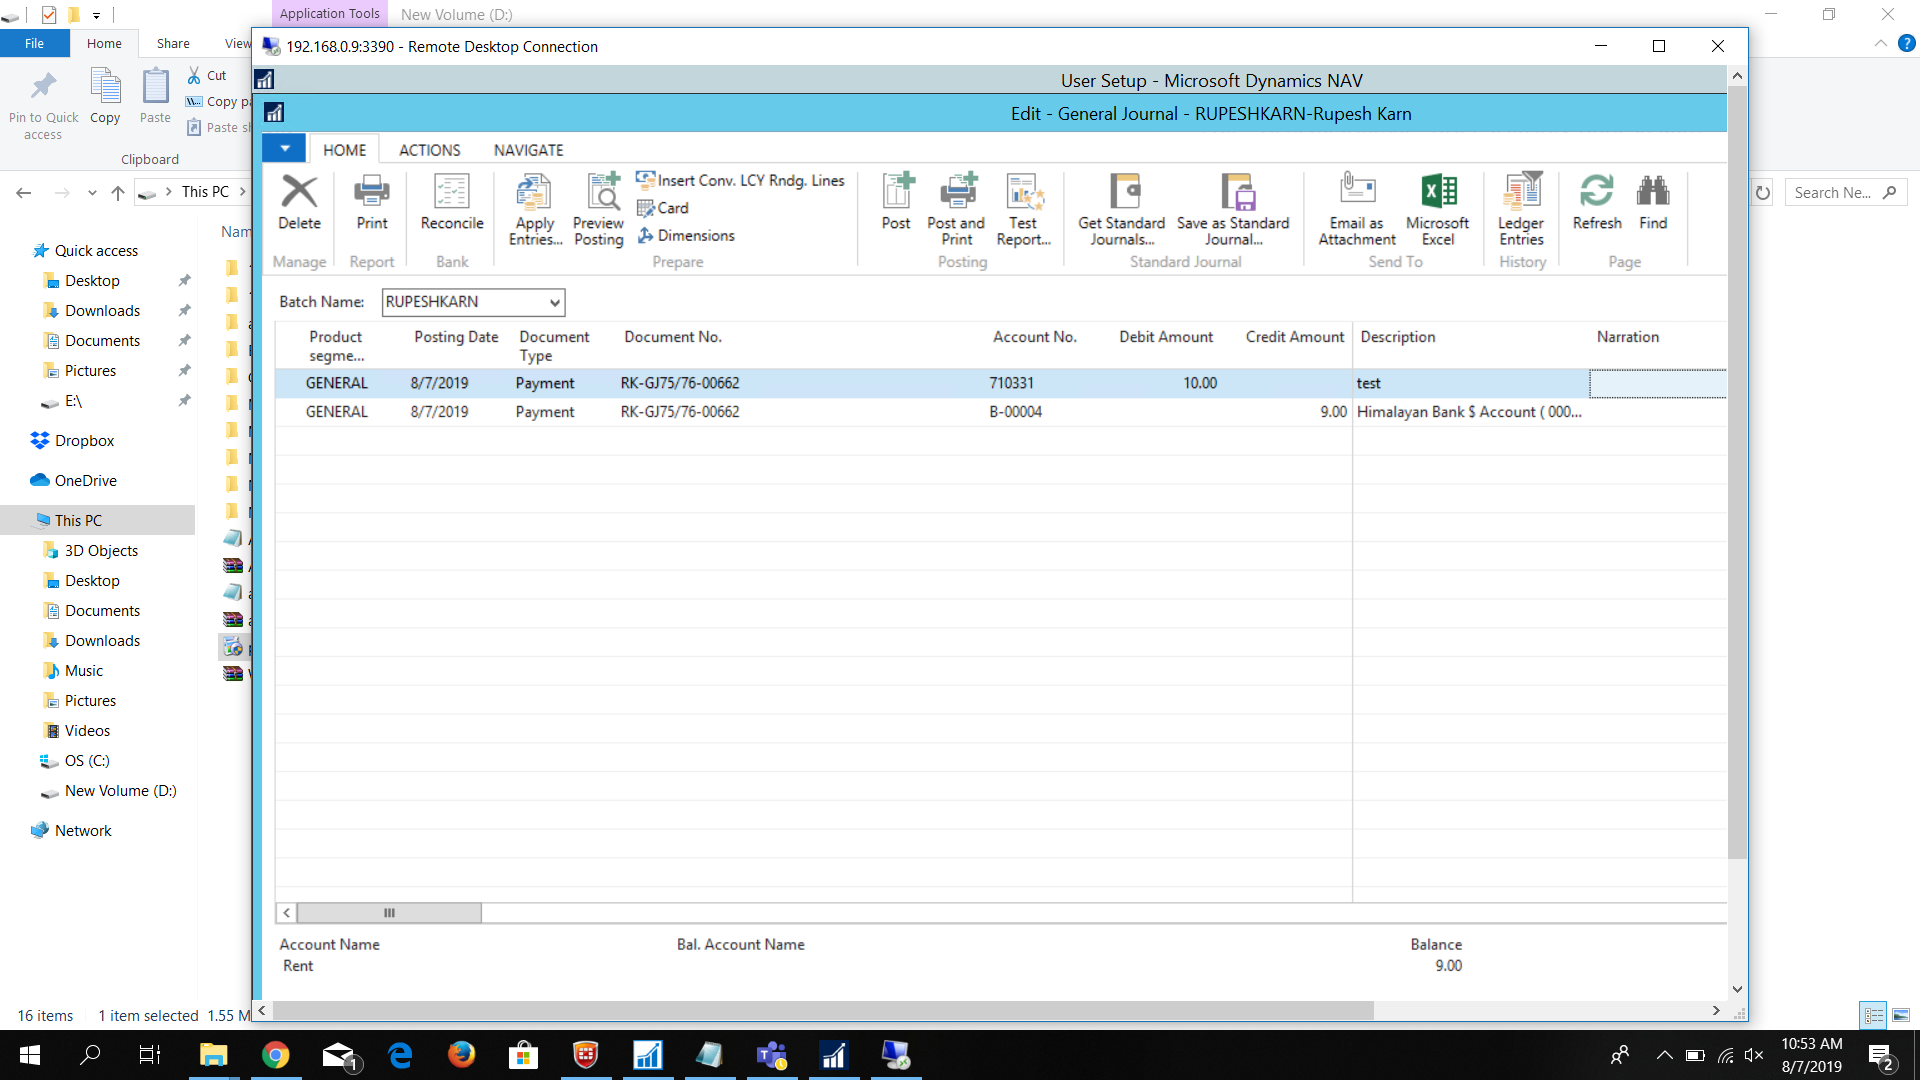 Application Tools
New Volume (D:)
File
Home
Share
View
Pin to Quick access
Copy
Paste
Cut
Copy
Paste
Clipboard
This PC
Search Ne...
Quick access
Desktop
Downloads
Documents
Pictures
E:\
Dropbox
OneDrive
This PC
3D Objects
Desktop
Documents
Downloads
Music
Pictures
Videos
OS (C:)
New Volume (D:)
Network
16 items
1 item selected 1.55 M
192.168.0.9:3390 - Remote Desktop Connection
User Setup - Microsoft Dynamics NAV
Edit - General Journal - RUPESHKARN-Rupesh Karn
HOME
ACTIONS
NAVIGATE
Delete
Manage
Print
Report
Reconcile
Bank
Apply Entries...
Preview Posting
Insert Conv. LCY Rndg. Lines
Card
Dimensions
Prepare
Post
Post and Print
Test Report...
Posting
Get Standard Journals...
Save as Standard Journal...
Standard Journal
Email as Attachment
Microsoft Excel
Send To
Ledger Entries
History
Refresh
Find
Page
Batch Name: RUPESHKARN
Product segme... Posting Date Document Type Document No. Account No. Debit Amount Credit Amount Description Narration
GENERAL 8/7/2019 Payment RK-GJ75/76-00662 710331 10.00 test
GENERAL 8/7/2019 Payment RK-GJ75/76-00662 B-00004 9.00 Himalayan Bank $ Account ( 000...
Account Name Bal. Account Name Balance
Rent 9.00
1
10:53 AM
8/7/2019
2